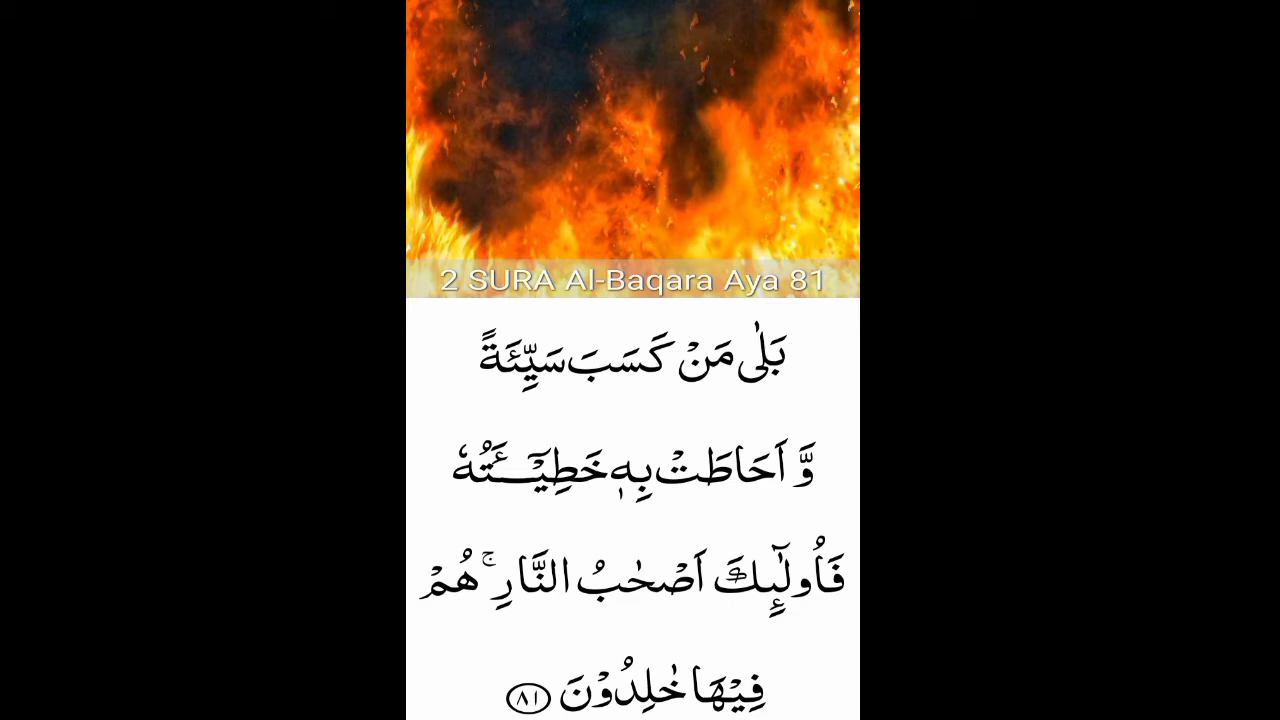 2 SURA Al-Baqara Aya 81
بَلٰى مَنْ كَسَبَ سَيِّئَةً
وَّ اَحَاطَتْ بِهٖ خَطِيْٓــَٔتُهٗ
فَاُولٰٓئِكَ اَصْحٰبُ النَّارِ ۚ هُمْ
فِيْهَا خٰلِدُوْنَ ﴿۸۱﴾